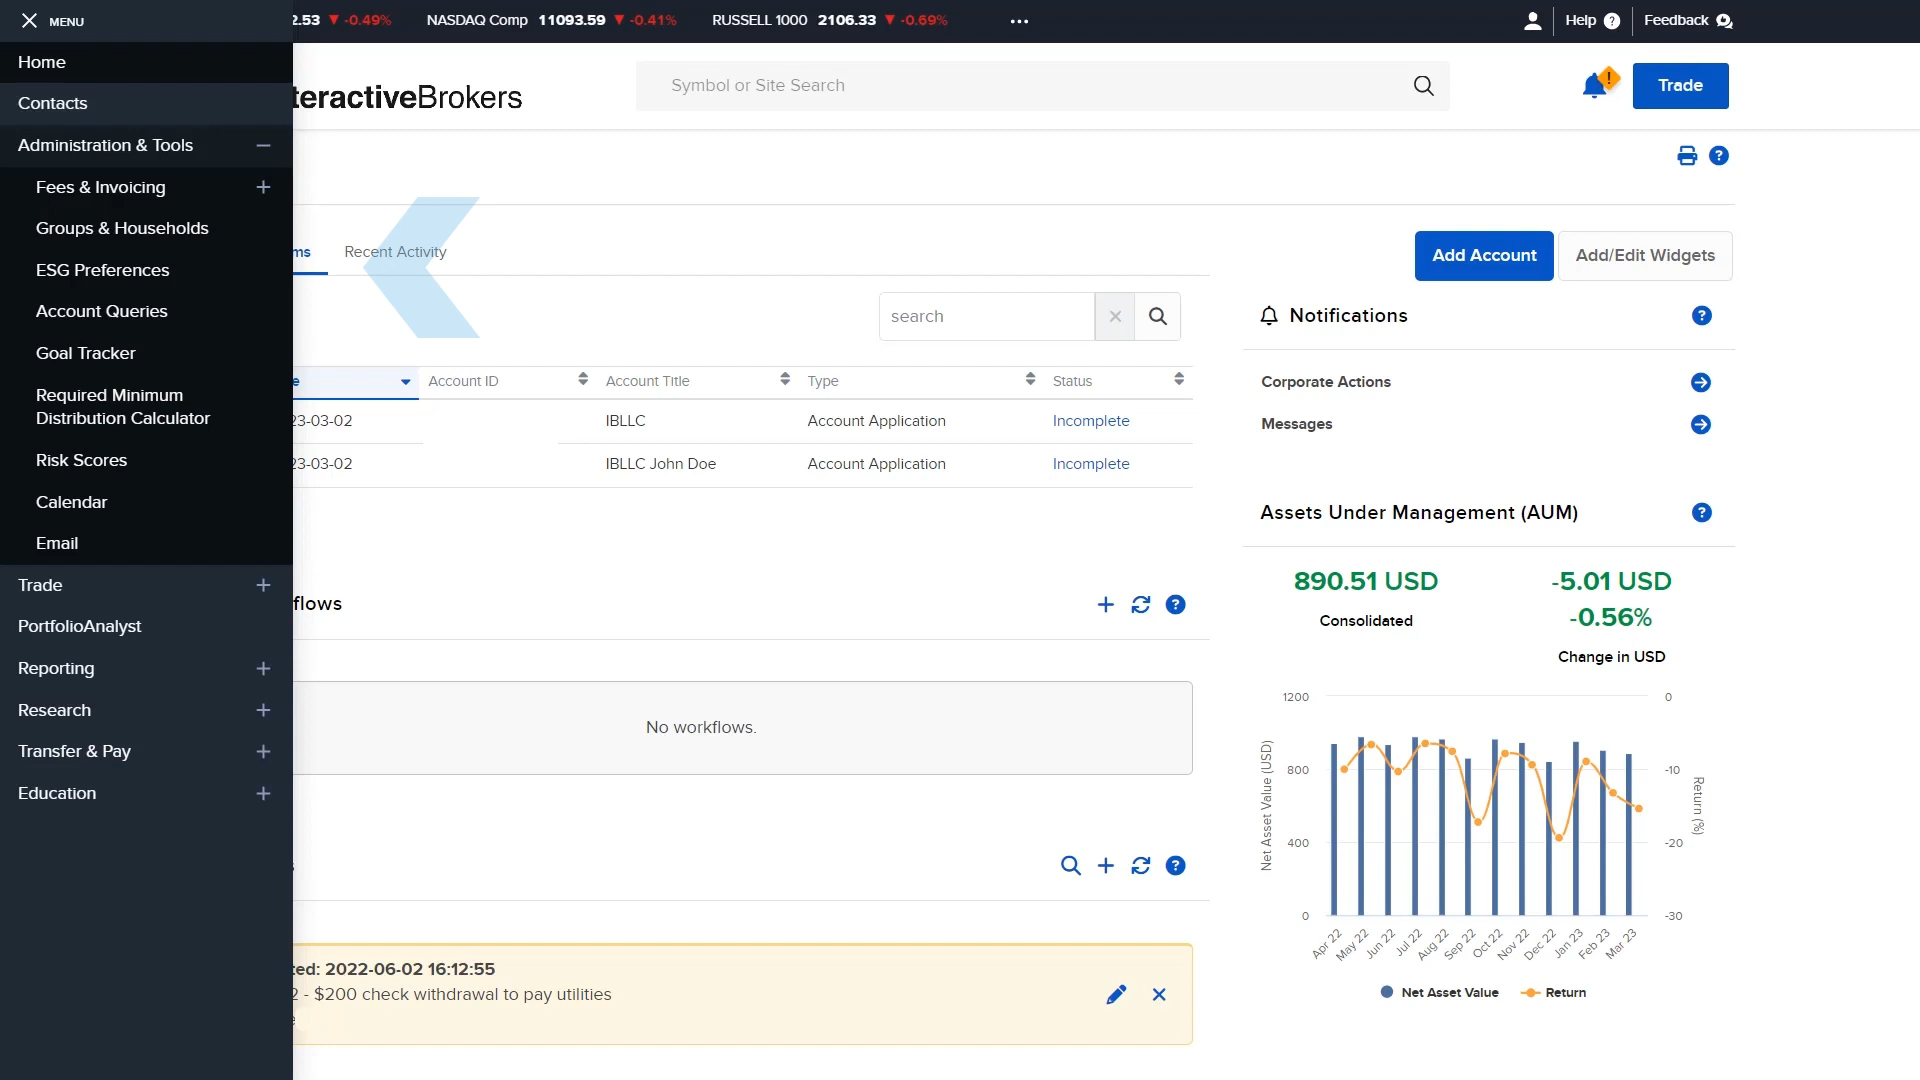 MENU
2.53 ▼ -0.49%
NASDAQ Comp 11093.59 ▼ -0.41%
RUSSELL 1000 2106.33 ▼ -0.69%
...
Help ?
Feedback
Home
Contacts
Administration & Tools
Fees & Invoicing
Groups & Households
ESG Preferences
Account Queries
Goal Tracker
Required Minimum
Distribution Calculator
Risk Scores
Calendar
Email
Trade
PortfolioAnalyst
Reporting
Research
Transfer & Pay
Education
teractiveBrokers
Symbol or Site Search
!
Trade
?
ms
Recent Activity
Add Account
Add/Edit Widgets
search
e
Account ID
Account Title
Type
Status
23-03-02
IBLLC
Account Application
Incomplete
23-03-02
IBLLC John Doe
Account Application
Incomplete
flows
?
No workflows.
s
?
ted: 2022-06-02 16:12:55
2 - $200 check withdrawal to pay utilities
e
Notifications
?
Corporate Actions
Messages
Assets Under Management (AUM)
?
890.51 USD
Consolidated
-5.01 USD
-0.56%
Change in USD
1200
800
400
0
Net Asset Value (USD)
0
-10
-20
-30
Return (%)
Apr 22
May 22
Jun 22
Jul 22
Aug 22
Sep 22
Oct 22
Nov 22
Dec 22
Jan 23
Feb 23
Mar 23
Net Asset Value
Return